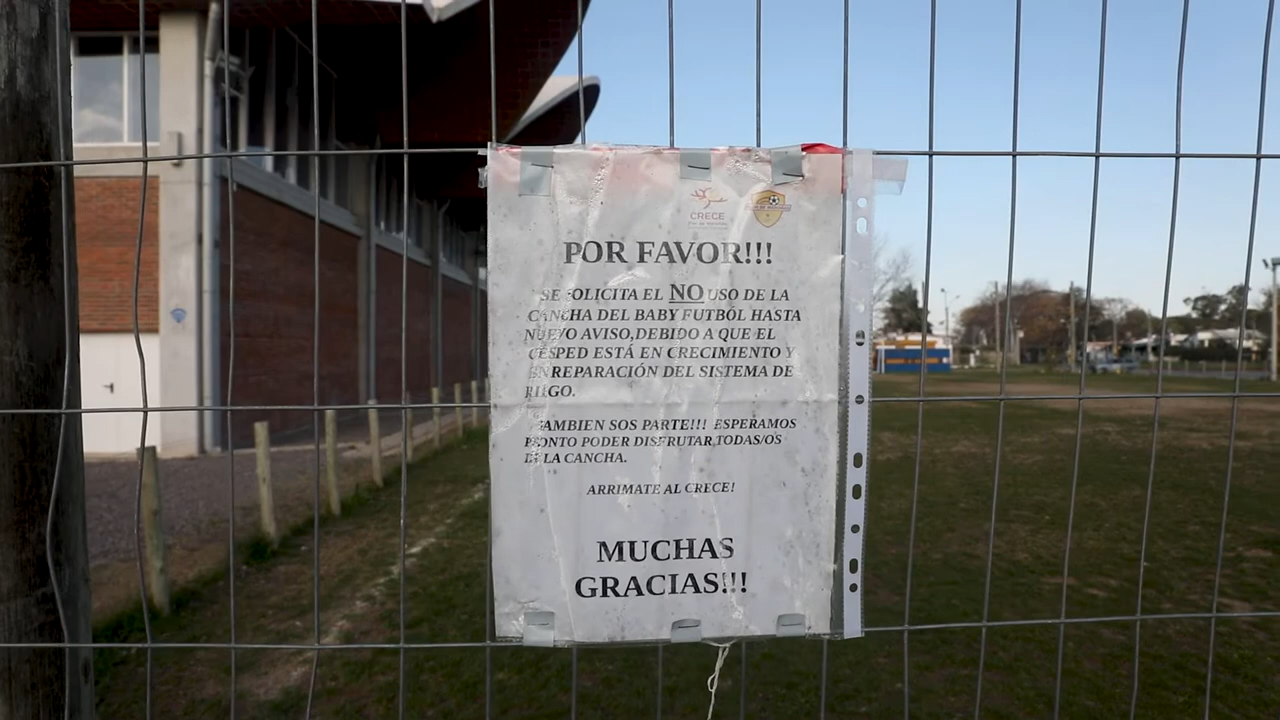 CRECE
POR FAVOR!!!
SE SOLICITA EL NO USO DE LA
CANCHA DEL BABY FUTBÓL HASTA
NUEVO AVISO,DEBIDO A QUE EL
CÉSPED ESTÁ EN CRECIMIENTO Y
ENREPARACIÓN DEL SISTEMA DE
RIEGO.
TAMBIEN SOS PARTE!!! ESPERAMOS
PRONTO PODER DISFRUTAR,TODAS/OS
DE LA CANCHA.
ARRIMATE AL CRECE!
MUCHAS
GRACIAS!!!